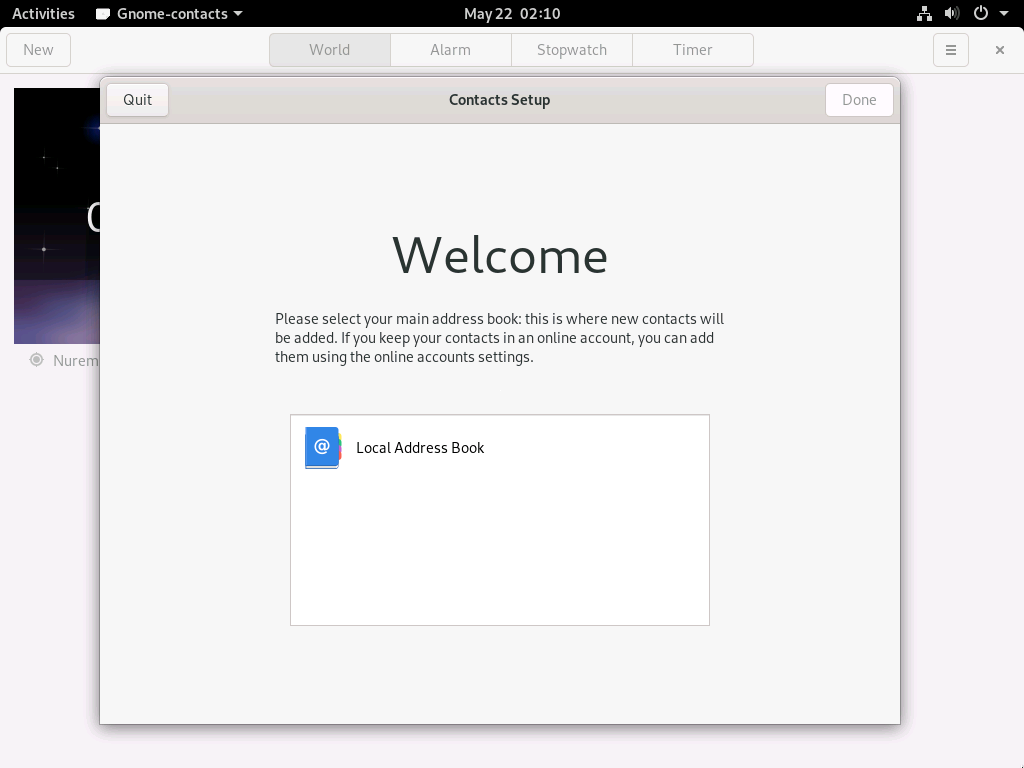 Activities Gnome-contacts May 22 02:10
New World Alarm Stopwatch Timer
Quit Contacts Setup Done
Welcome
Please select your main address book: this is where new contacts will
be added. If you keep your contacts in an online account, you can add
them using the online accounts settings.
@ Local Address Book
Nurem